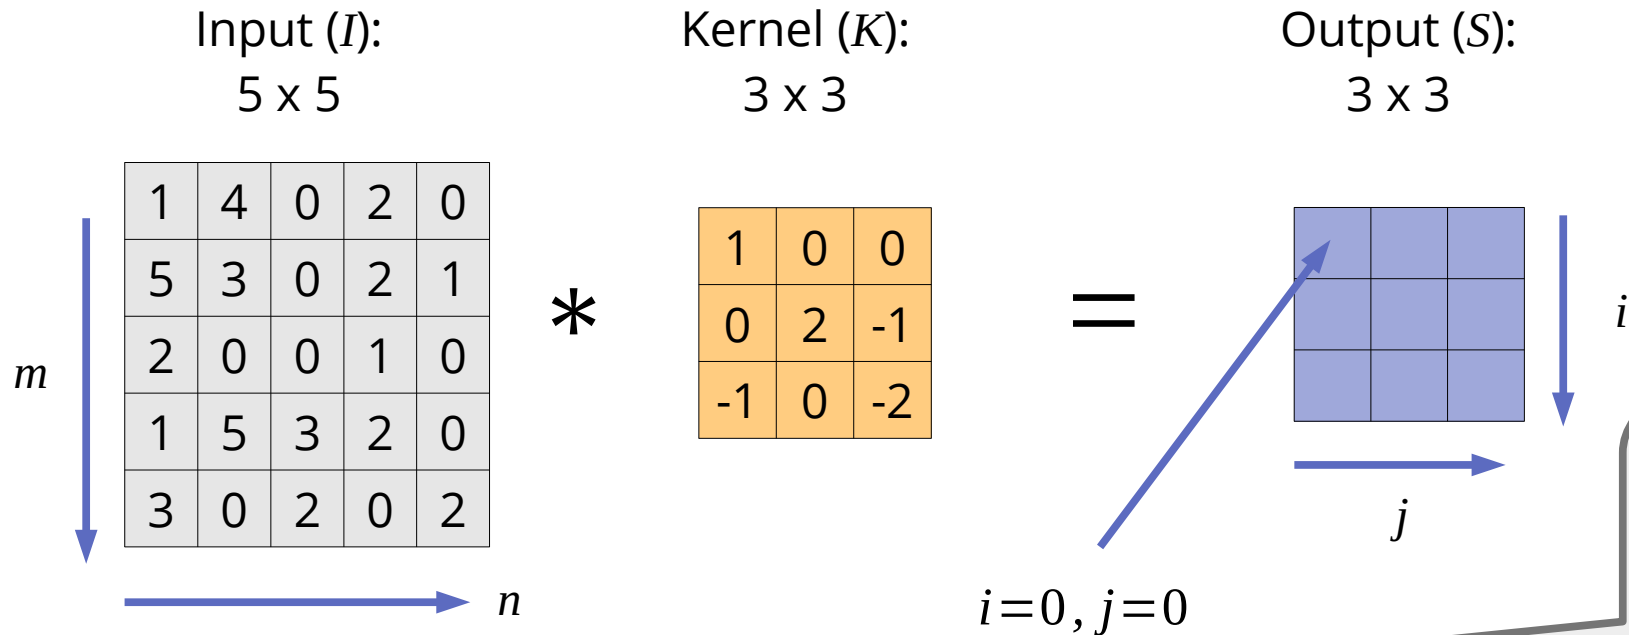 Input (I):
5 x 5
Kernel (K):
3 x 3
Output (S):
3 x 3
1 4 0 2 0
5 3 0 2 1
2 0 0 1 0
1 5 3 2 0
3 0 2 0 2
m
n
*
1 0 0
0 2 -1
-1 0 -2
=
i
j
i=0, j=0